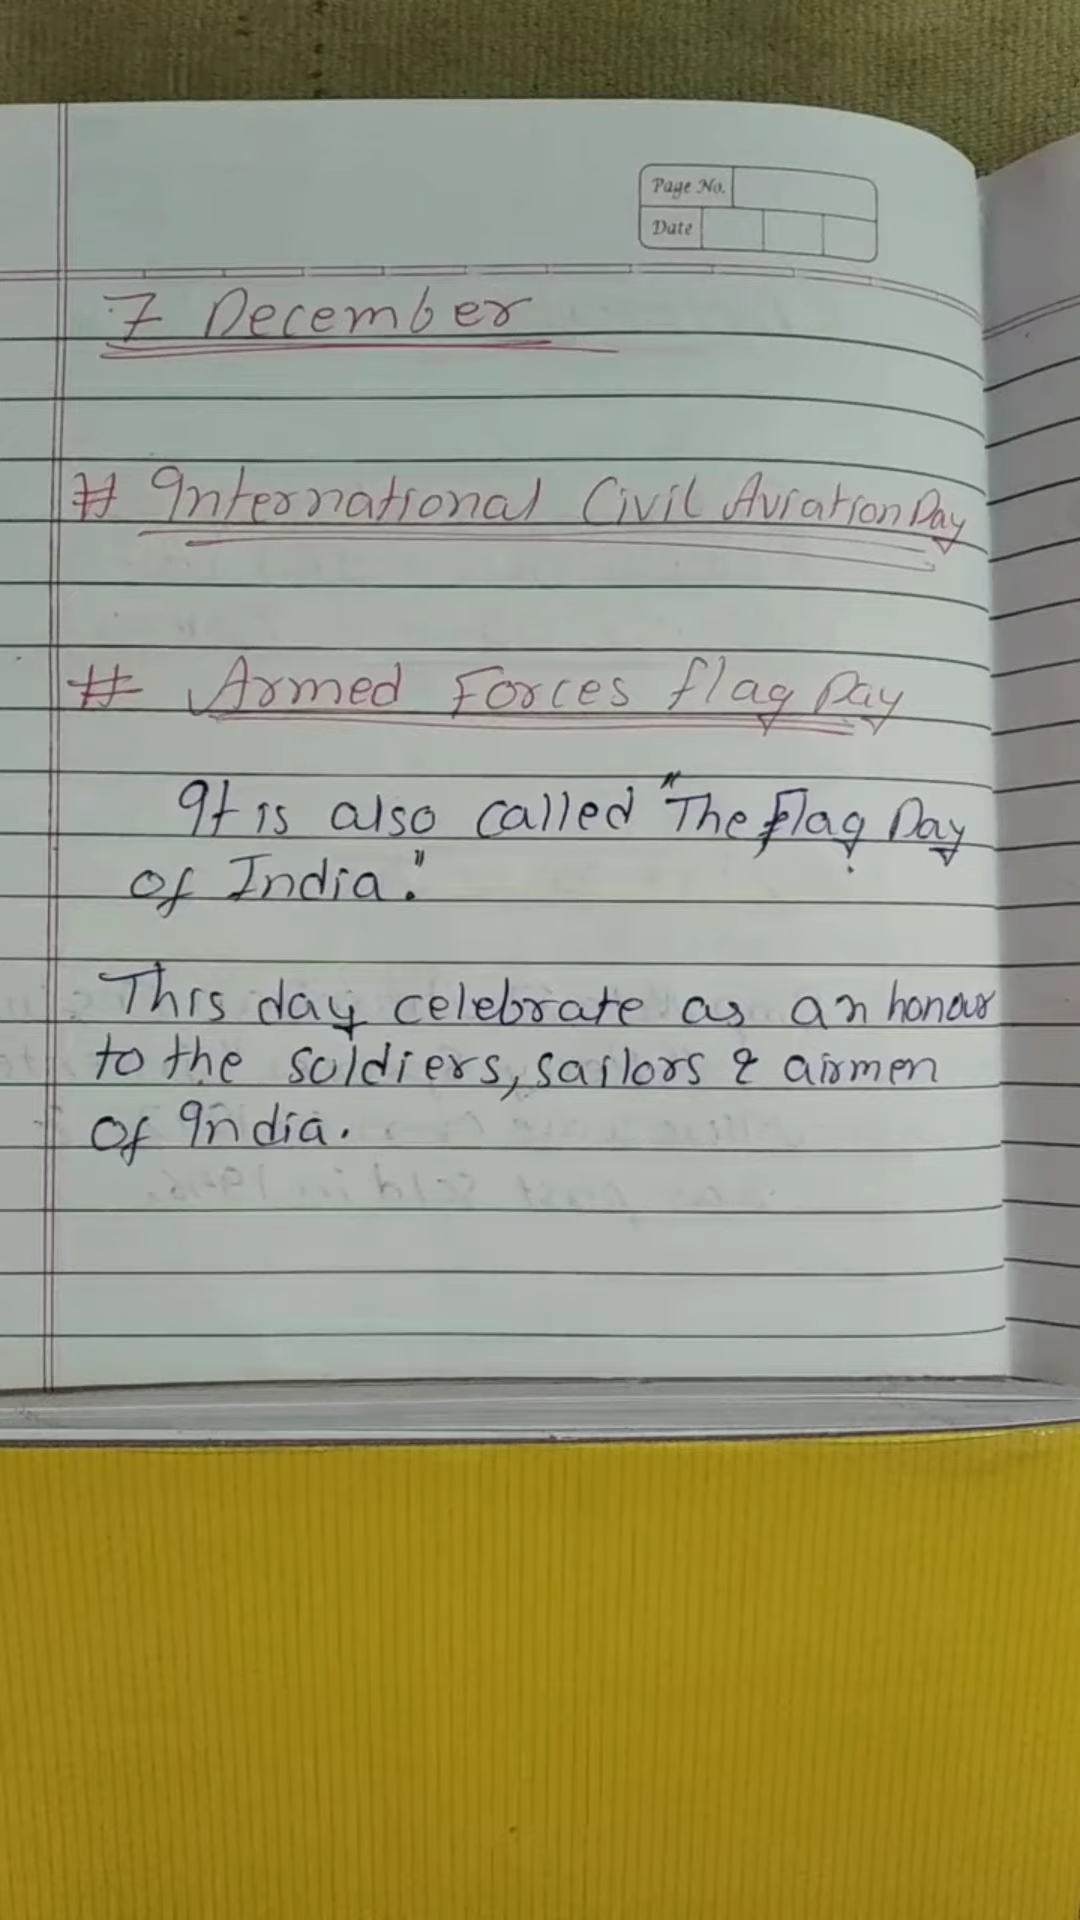 Page No.
Date
7 December
# International Civil Aviation Day
# Armed Forces flag Day
It is also called "The Flag Day
of India."
This day celebrate as an honour
to the soldiers, sailors & airmen
of India.